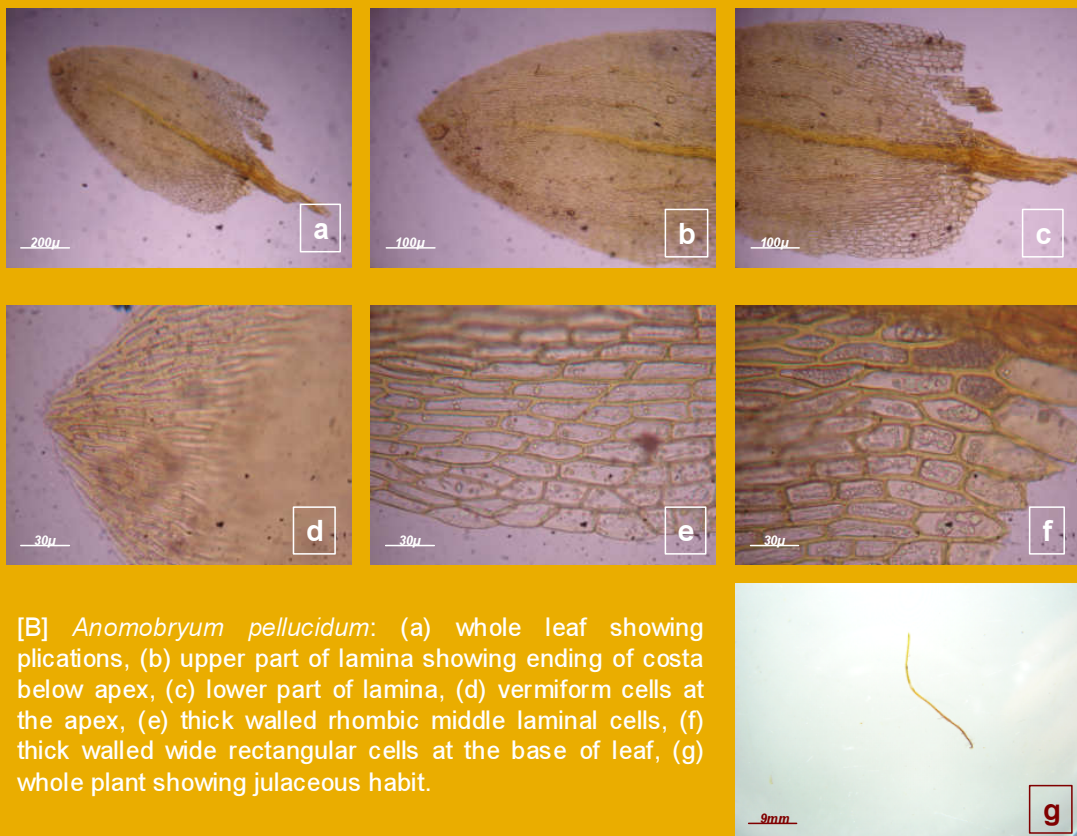 200µ
a
100µ
b
100µ
c
30µ
d
30µ
e
30µ
f
[B] Anomobryum pellucidum: (a) whole leaf showing
plications, (b) upper part of lamina showing ending of costa
below apex, (c) lower part of lamina, (d) vermiform cells at
the apex, (e) thick walled rhombic middle laminal cells, (f)
thick walled wide rectangular cells at the base of leaf, (g)
whole plant showing julaceous habit.
9mm
g